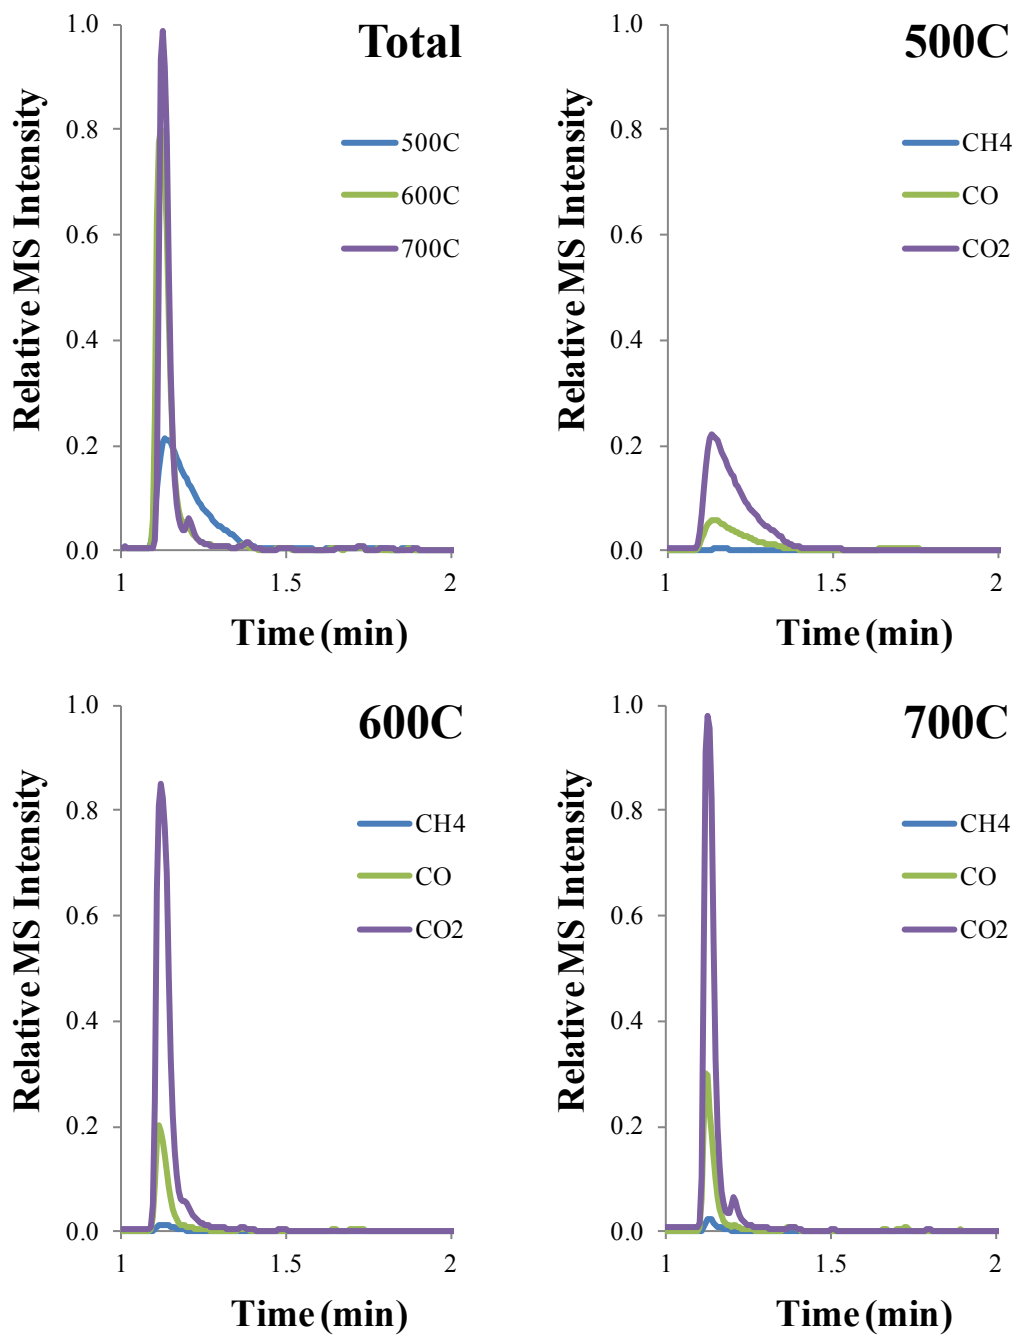 Total
Relative MS Intensity
1.0
0.8
0.6
0.4
0.2
0.0
500C
600C
700C
1
1.5
2
Time (min)
500C
Relative MS Intensity
1.0
0.8
0.6
0.4
0.2
0.0
CH4
CO
CO2
1
1.5
2
Time (min)
600C
Relative MS Intensity
1.0
0.8
0.6
0.4
0.2
0.0
CH4
CO
CO2
1
1.5
2
Time (min)
700C
Relative MS Intensity
1.0
0.8
0.6
0.4
0.2
0.0
CH4
CO
CO2
1
1.5
2
Time (min)